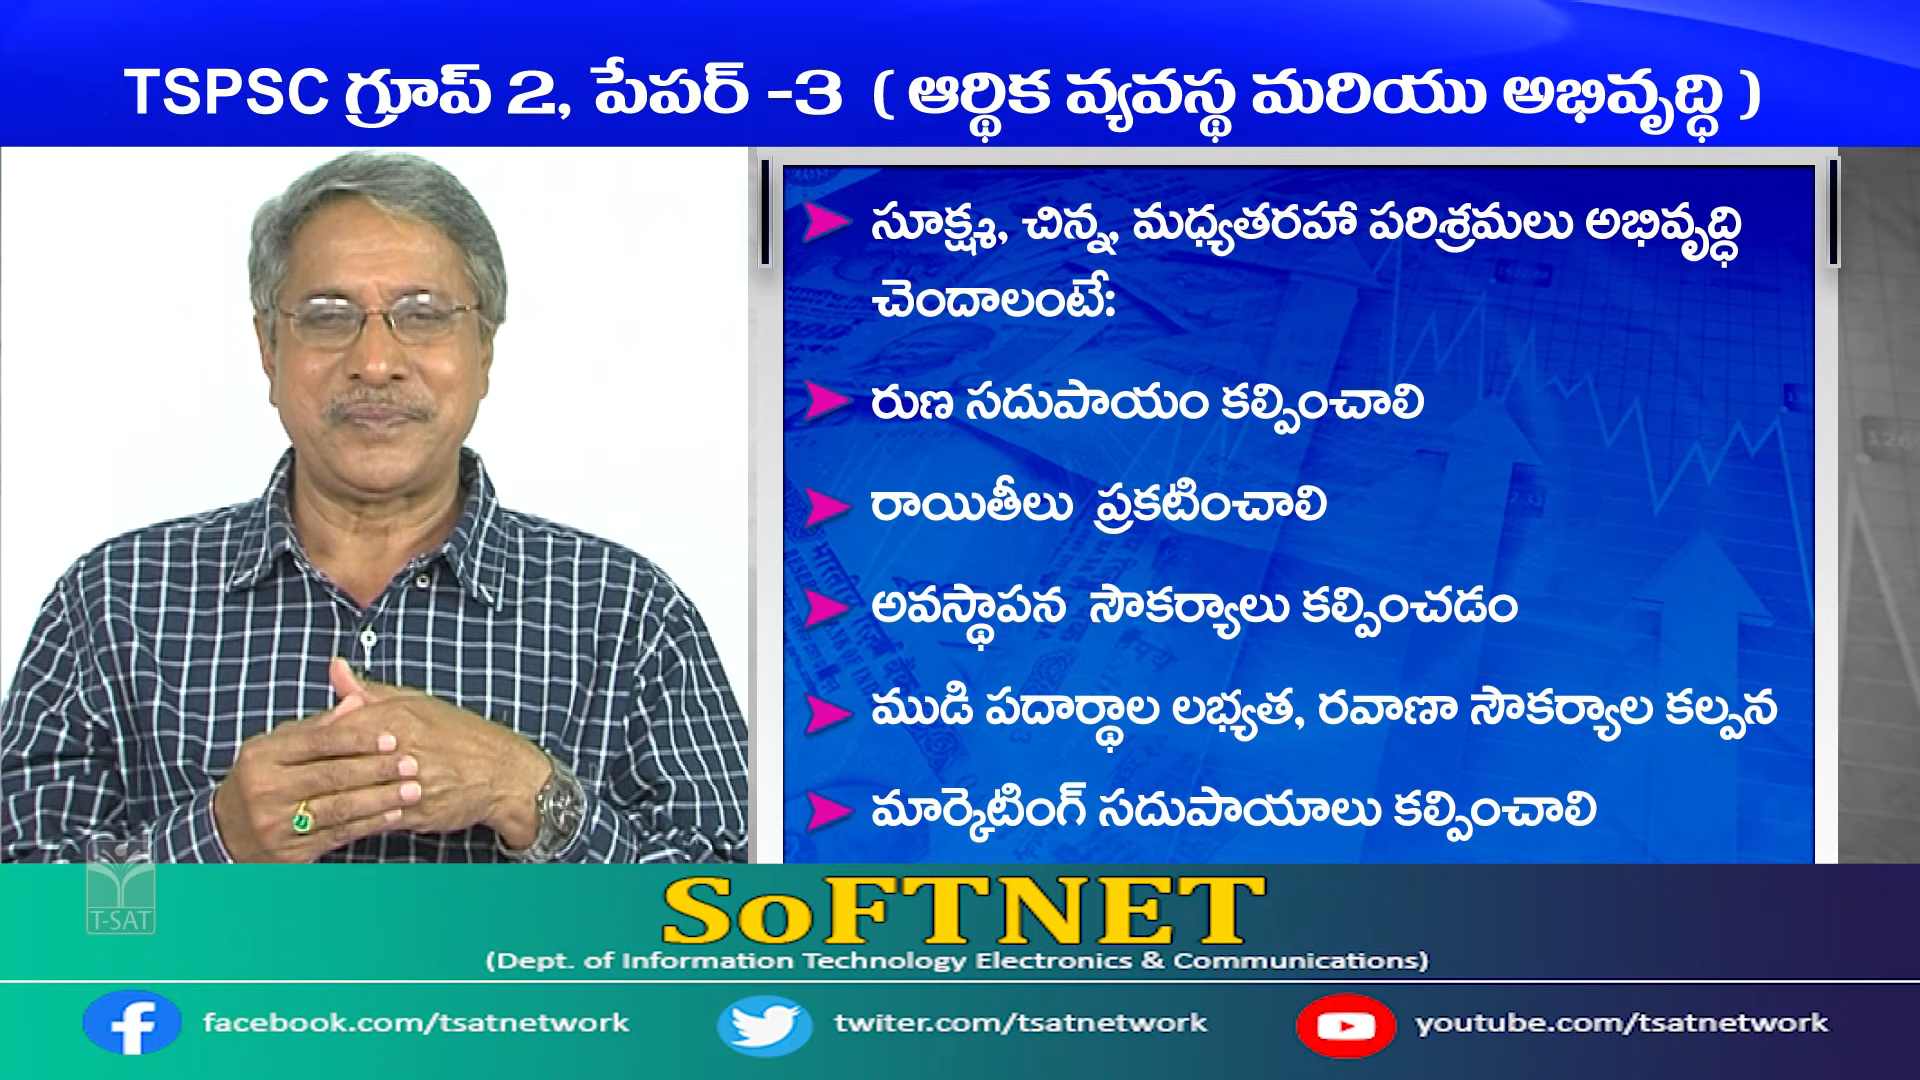 TSPSC గ్రూప్ 2, పేపర్ -3 ( ఆర్థిక వ్యవస్థ మరియు అభివృద్ధి )
సూక్ష్మ, చిన్న, మధ్యతరహా పరిశ్రమలు అభివృద్ధి
చెందాలంటే:
రుణ సదుపాయం కల్పించాలి
రాయితీలు ప్రకటించాలి
అవస్థాపన సౌకర్యాలు కల్పించడం
ముడి పదార్థాల లభ్యత, రవాణా సౌకర్యాల కల్పన
మార్కెటింగ్ సదుపాయాలు కల్పించాలి
T-SAT
SoFTNET
(Dept. of Information Technology Electronics & Communications)
facebook.com/tsatnetwork
twiter.com/tsatnetwork
youtube.com/tsatnetwork